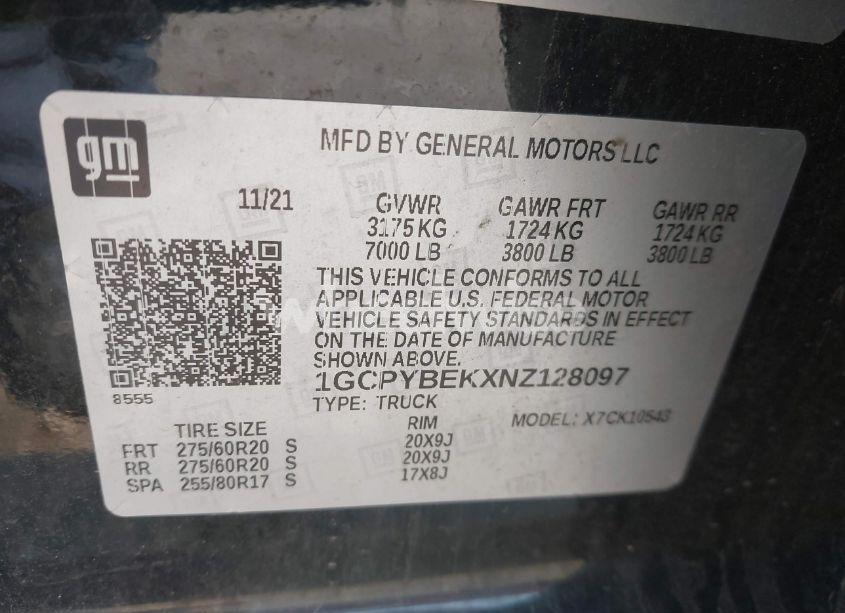 gm
MFD BY GENERAL MOTORS LLC
11/21 GVWR GAWR FRT GAWR RR
3175 KG 1724 KG 1724 KG
7000 LB 3800 LB 3800 LB
THIS VEHICLE CONFORMS TO ALL
APPLICABLE U.S. FEDERAL MOTOR
VEHICLE SAFETY STANDARDS IN EFFECT
ON THE DATE OF MANUFACTURE
SHOWN ABOVE.
1GCPYBEKXNZ128097
8555
TYPE: TRUCK
MODEL: X7CK10543
TIRE SIZE RIM
FRT 275/60R20 S 20X9J
RR 275/60R20 S 20X9J
SPA 255/80R17 S 17X8J